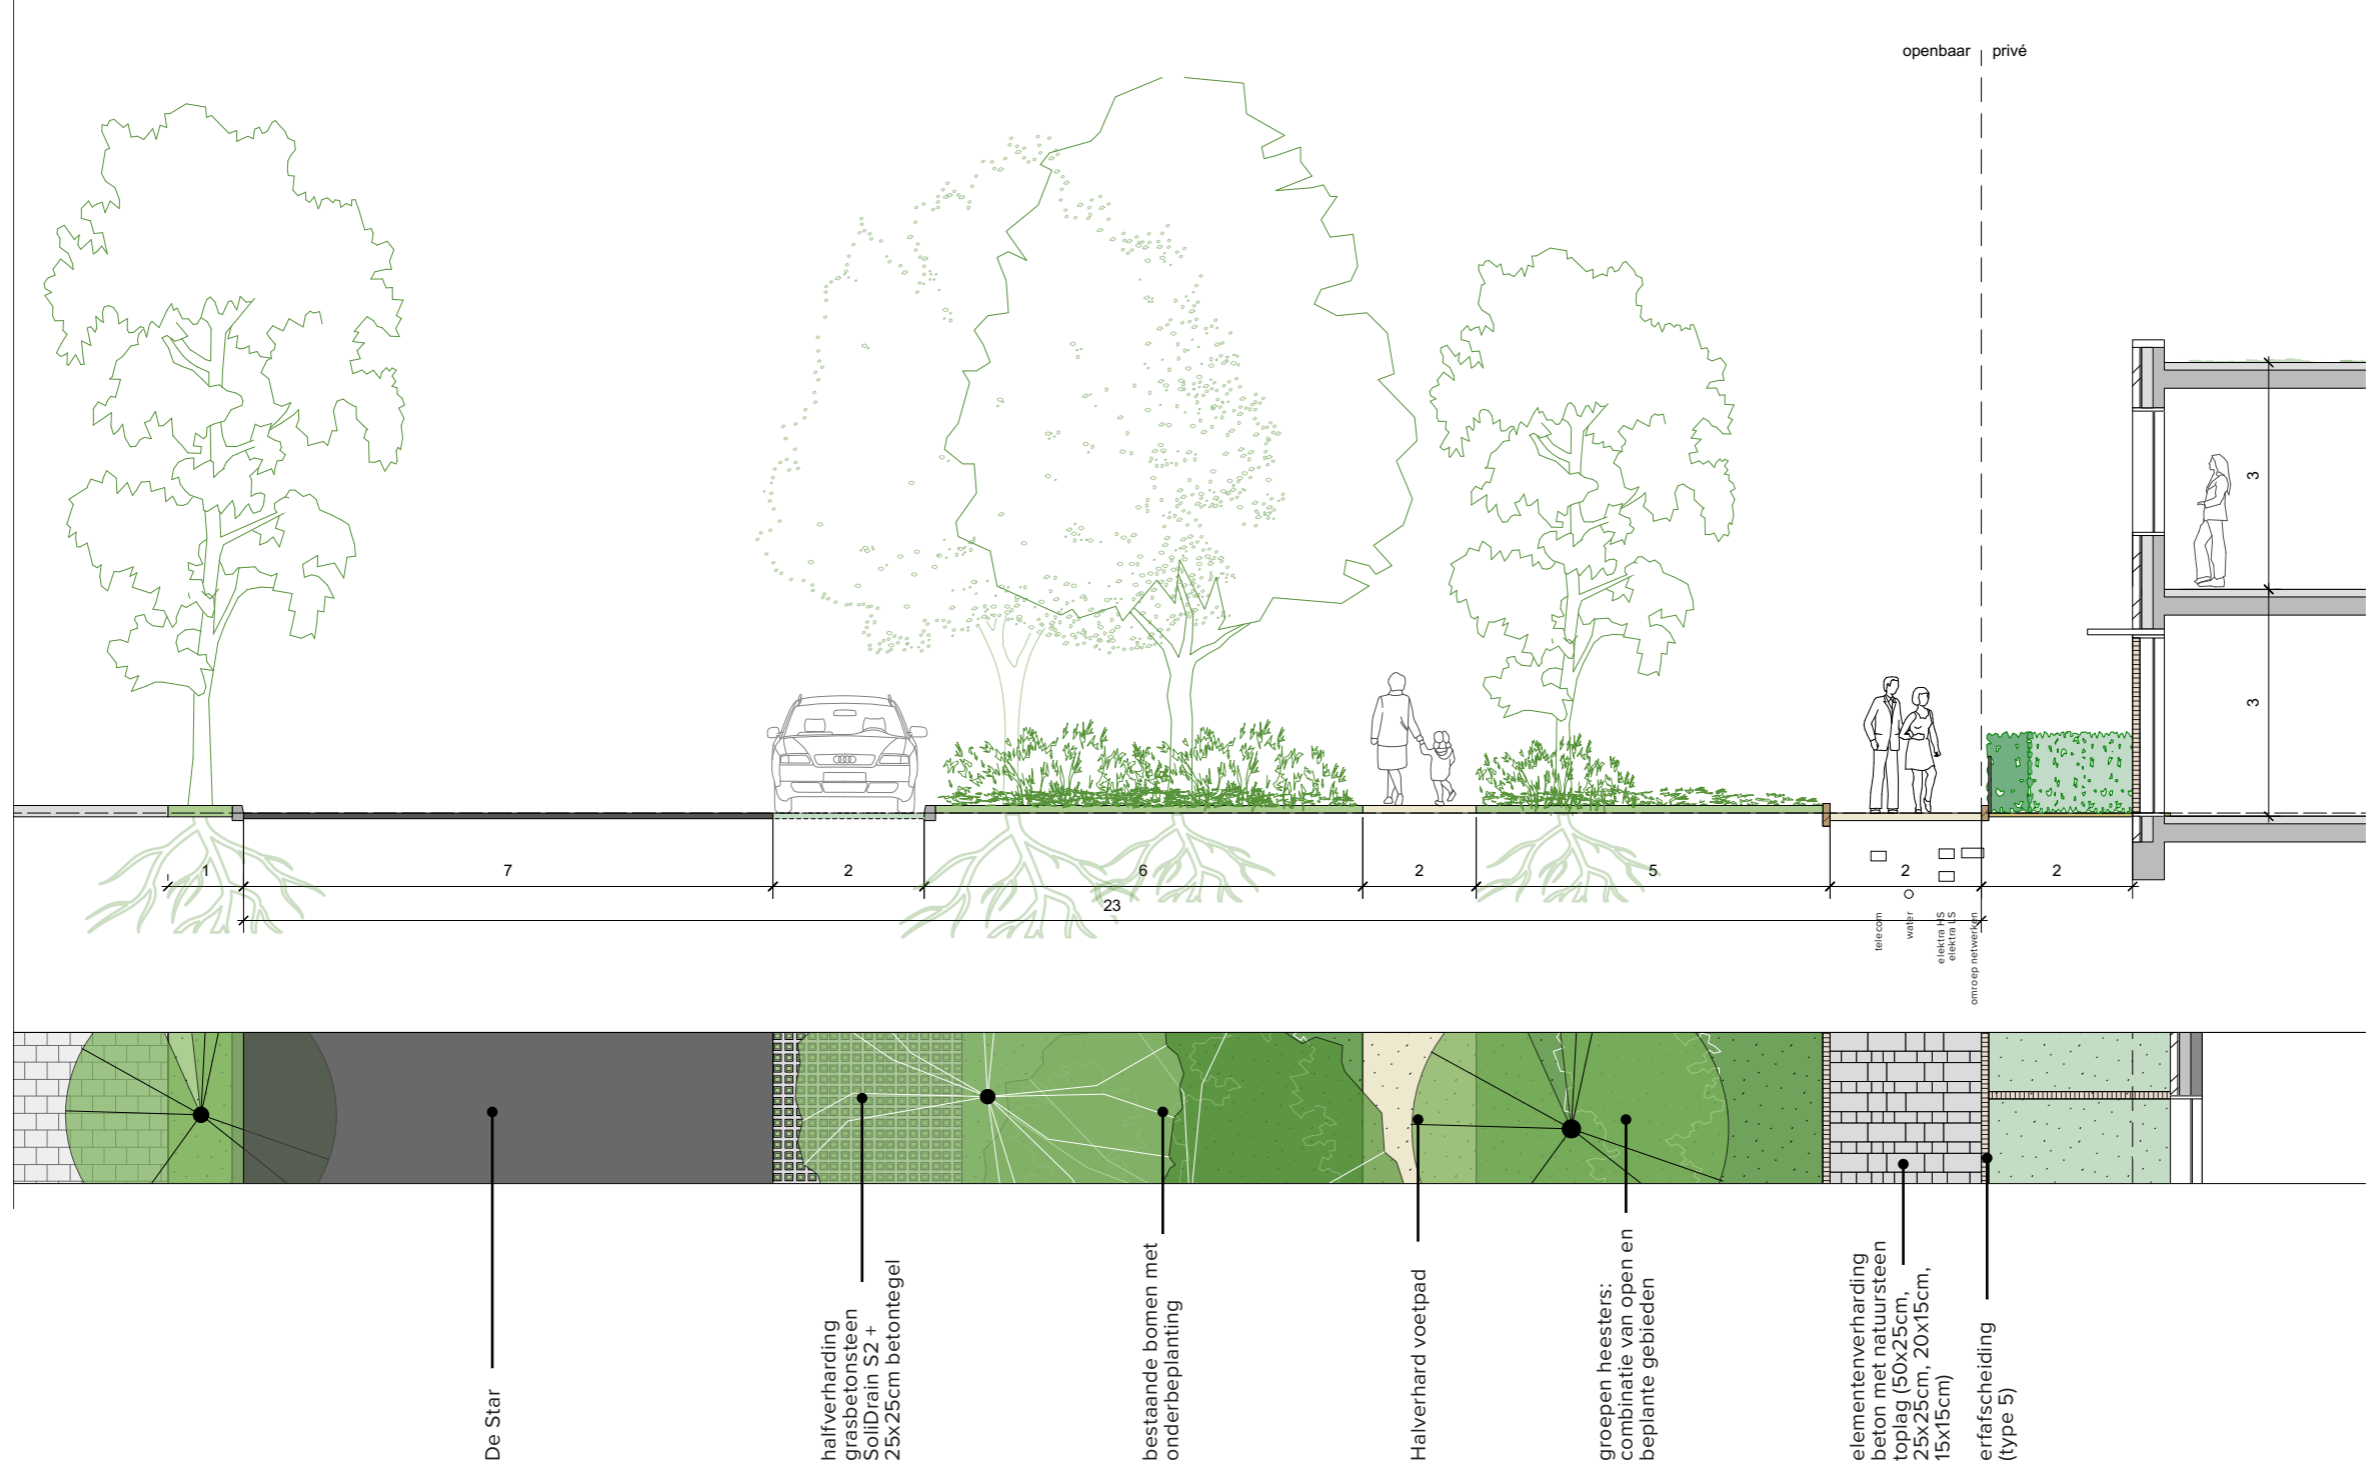 openbaar
privé
3
3
1
7
2
6
2
5
2
2
23
telecom
water
elektra HS
elektra LS
omroep netwerken
De Star
halfverharding
grasbetonsteen
SoliDrain S2 +
25x25cm betontegel
bestaande bomen met
onderbeplanting
Halverhard voetpad
groepen heesters:
combinatie van open en
beplante gebieden
elementenverharding
beton met natuursteen
toplag (50x25cm,
25x25cm, 20x15cm,
15x15cm)
erfafscheiding
(type 5)